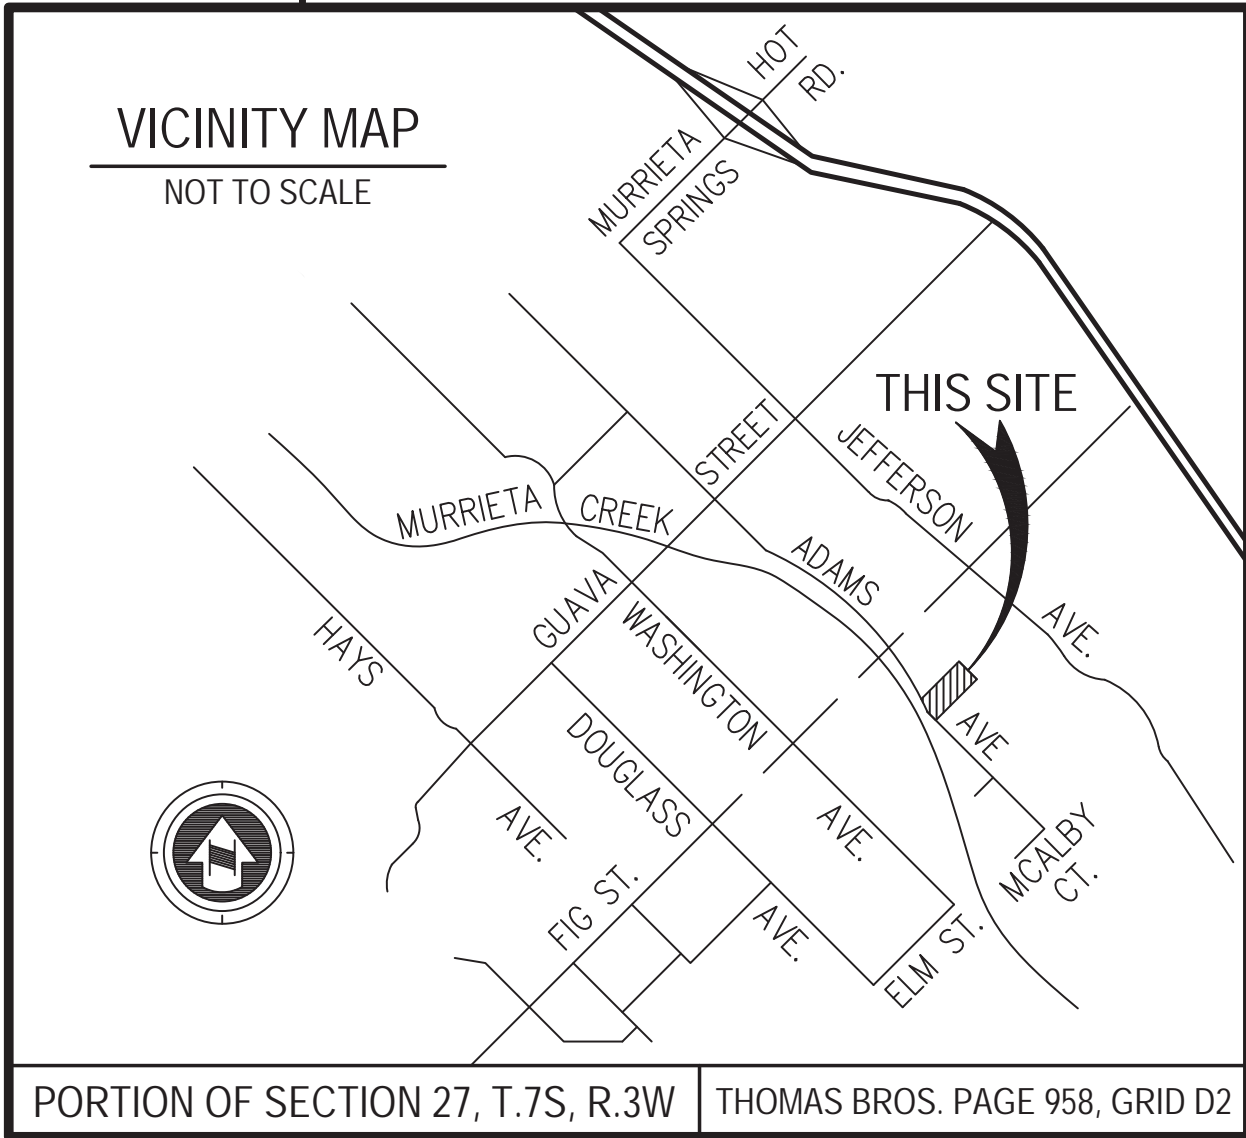 VICINITY MAP
NOT TO SCALE
HOT
RD.
MURRIETA
SPRINGS
THIS SITE
STREET
JEFFERSON
MURRIETA
CREEK
ADAMS
GUAVA
HAYS
WASHINGTON
AVE.
DOUGLASS
AVE
AVE.
AVE.
MCALBY
CT.
FIG ST.
AVE.
ELM ST.
N
PORTION OF SECTION 27, T.7S, R.3W
THOMAS BROS. PAGE 958, GRID D2